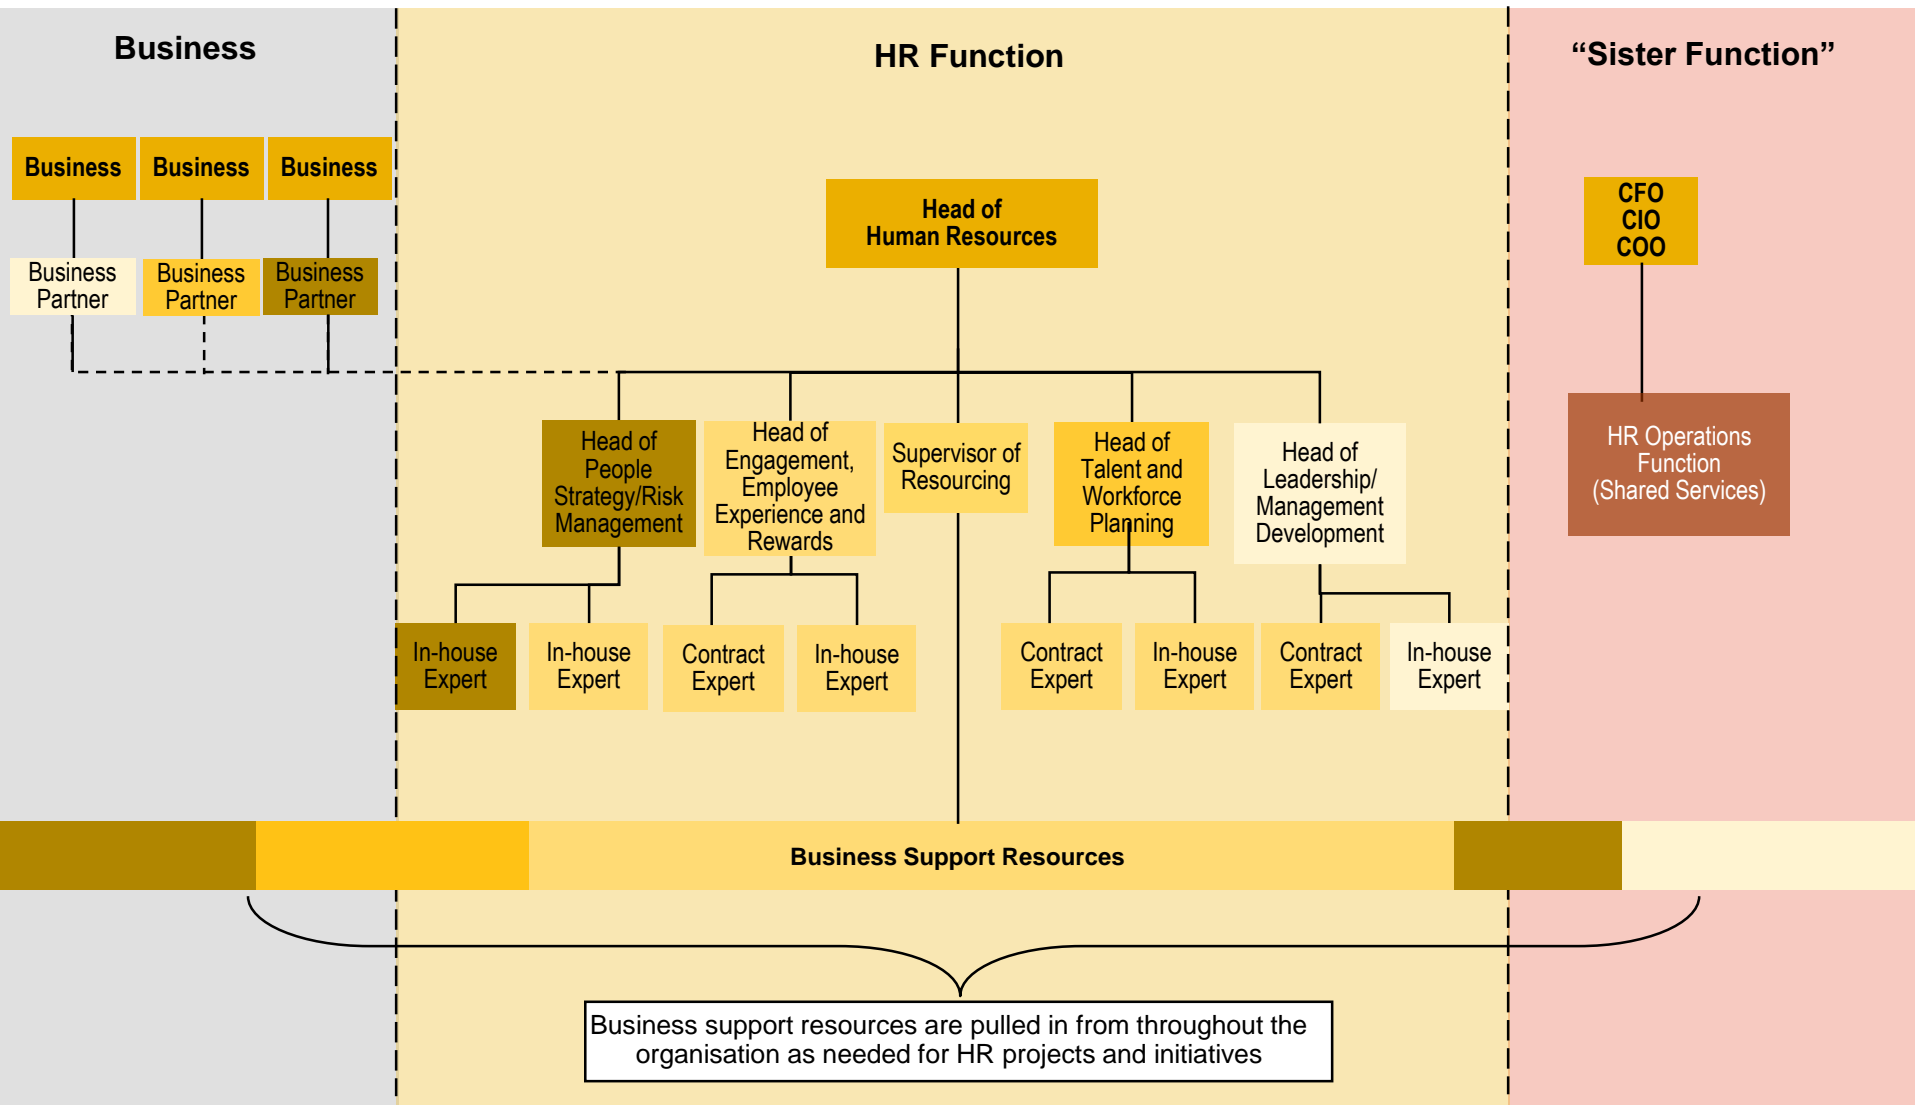 Business
HR Function
“Sister Function”
Business
Business
Business
Business
Partner
Business
Partner
Business
Partner
Head of
Human Resources
CFO
CIO
COO
Head of
People
Strategy/Risk
Management
Head of
Engagement,
Employee
Experience and
Rewards
Supervisor of
Resourcing
Head of
Talent and
Workforce
Planning
Head of
Leadership/
Management
Development
HR Operations
Function
(Shared Services)
In-house
Expert
In-house
Expert
Contract
Expert
In-house
Expert
Contract
Expert
In-house
Expert
Contract
Expert
In-house
Expert
Business Support Resources
Business support resources are pulled in from throughout the
organisation as needed for HR projects and initiatives